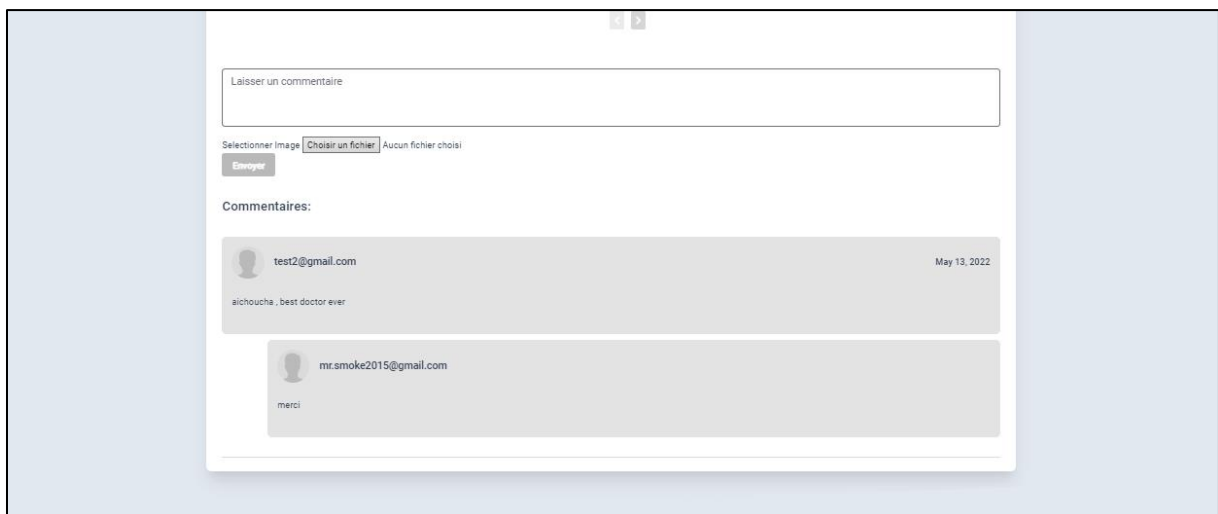 Laisser un commentaire
Selectionner Image Choisir un fichier Aucun fichier choisi
Envoyer
Commentaires:
test2@gmail.com May 13, 2022
aichoucha , best doctor ever
mr.smoke2015@gmail.com
merci